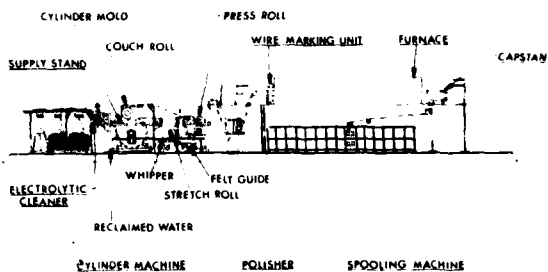 CYLINDER MOLD
PRESS ROLL
COUCH ROLL
WIRE MARKING UNIT
FURNACE
SUPPLY STAND
CAPSTAN
WHIPPER
FELT GUIDE
ELECTROLYTIC
CLEANER
STRETCH ROLL
RECLAIMED WATER
CYLINDER MACHINE
POLISHER
SPOOLING MACHINE